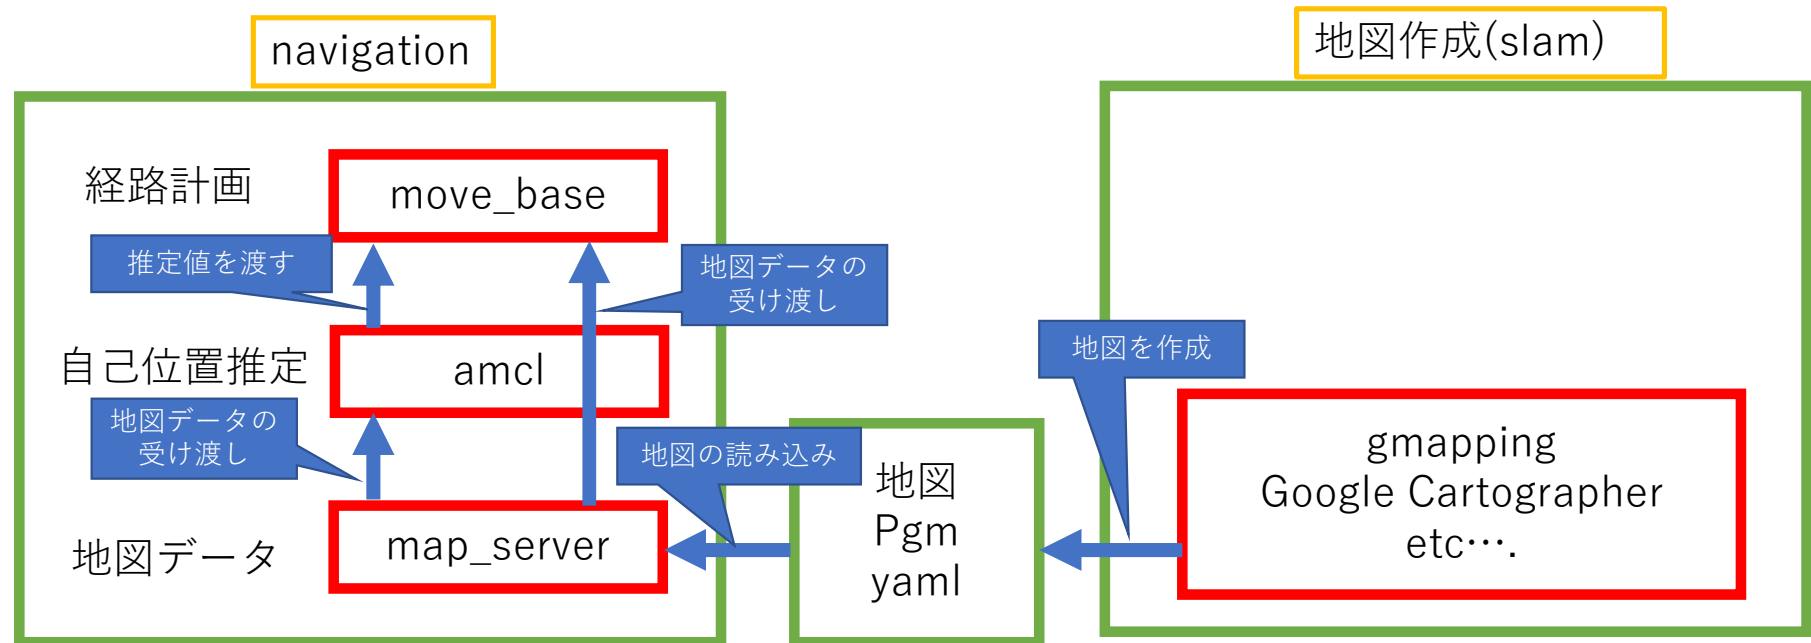 navigation
地図作成(slam)
経路計画
move_base
推定値を渡す
地図データの
受け渡し
自己位置推定
amcl
地図を作成
地図データの
受け渡し
地図の読み込み
地図
Pgm
yaml
gmapping
Google Cartographer
etc….
地図データ
map_server